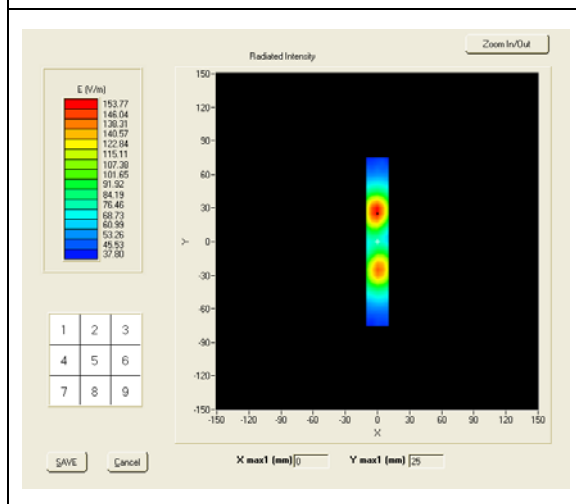 Zoom In/Out
Radiated Intensity
E (V/m)
153.77
146.04
138.31
140.57
122.84
115.11
107.38
101.65
91.92
84.19
76.46
68.73
60.99
53.26
45.53
37.80
150
120
90
60
30
0
-30
-60
-90
-120
-150
Y
-150 -120 -90 -60 -30 0 30 60 90 120 150
X
1 2 3
4 5 6
7 8 9
SAVE Cancel
X max1 (mm) 0 Y max1 (mm) 25